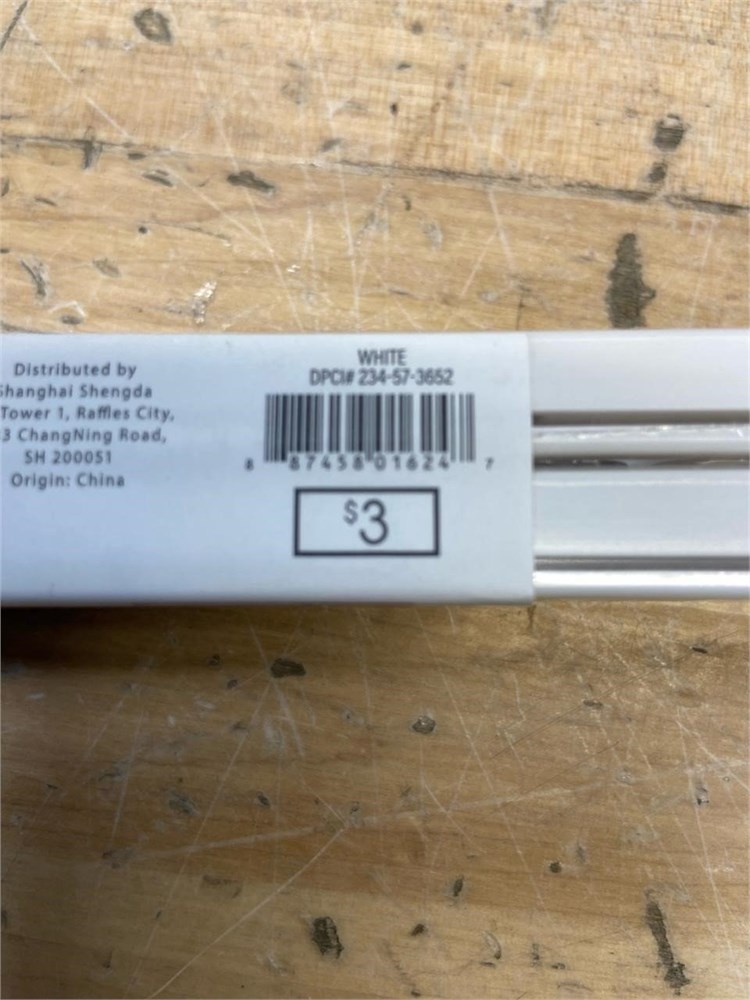 Distributed by
Shanghai Shengda
Tower 1, Raffles City,
3 ChangNing Road,
SH 200051
Origin: China
WHITE
DPCI# 234-57-3652
8 87458 01624 7
$3